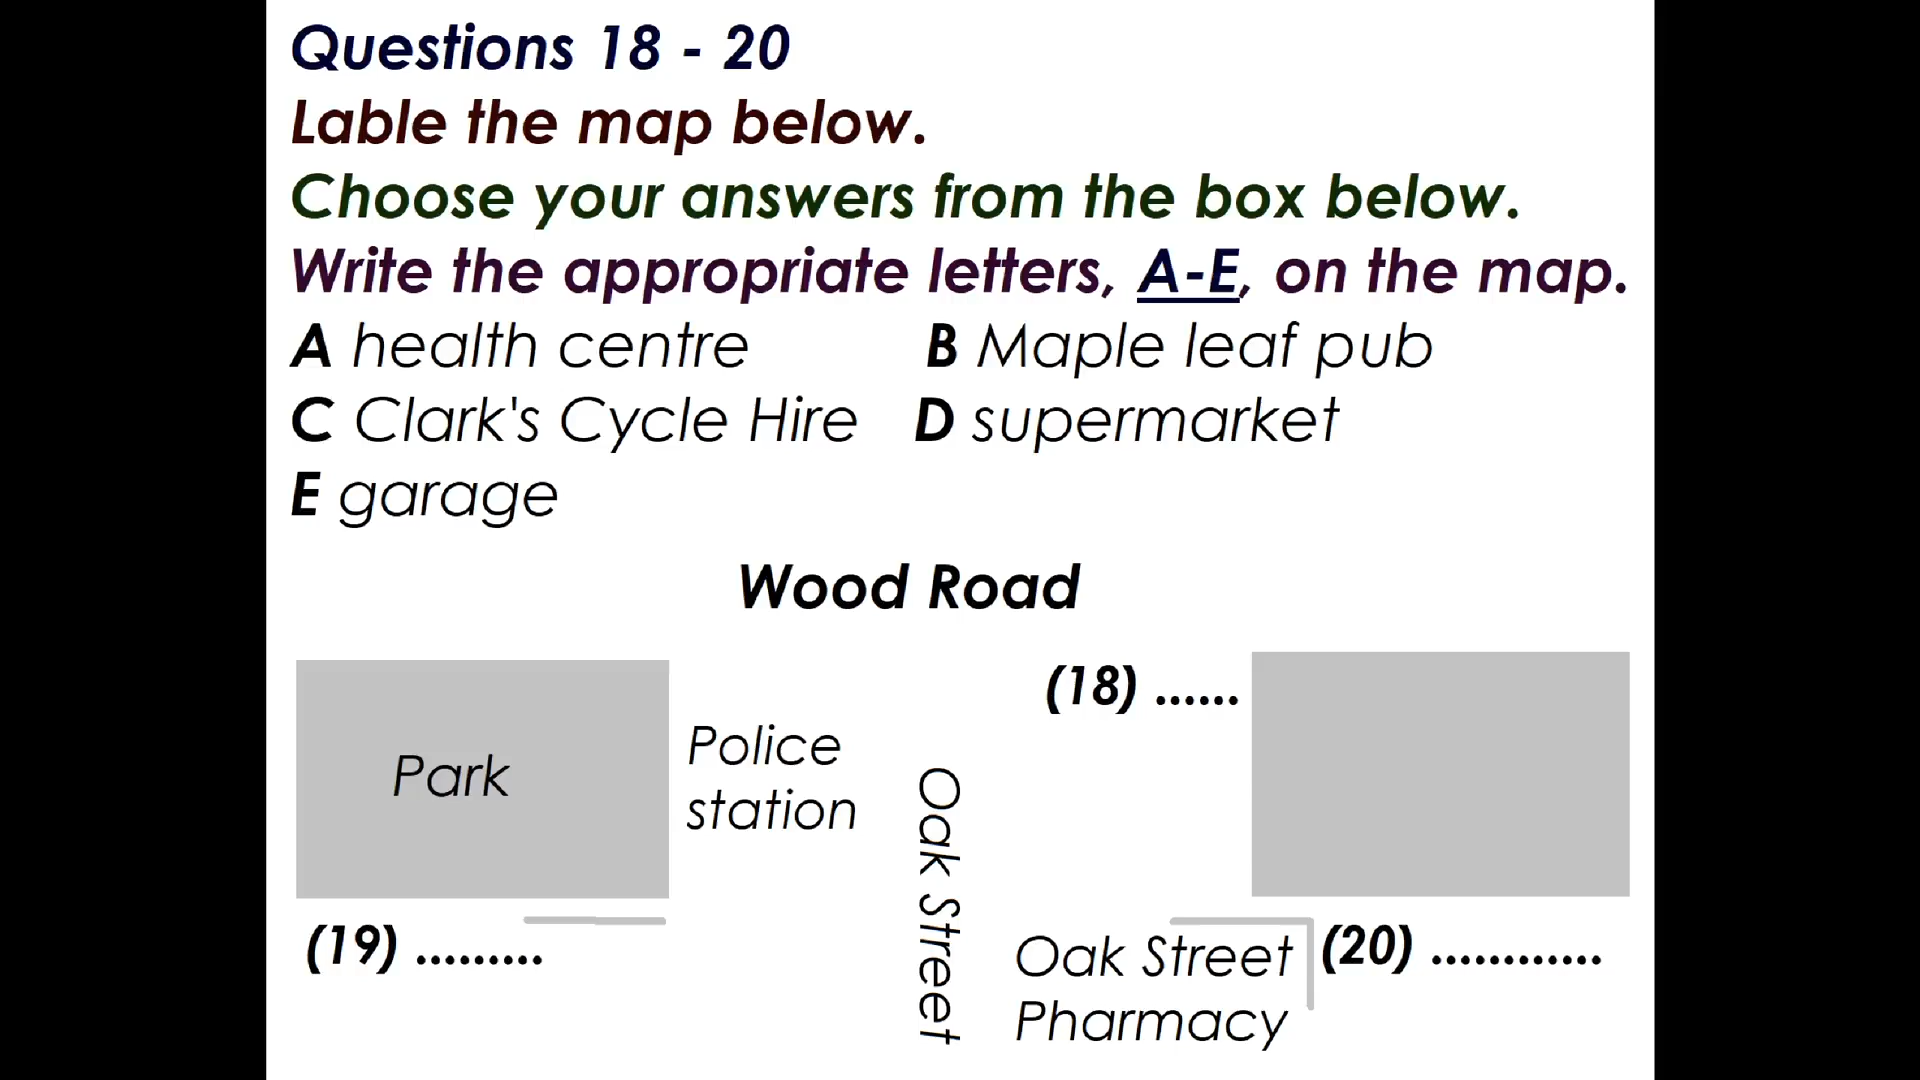 Questions 18 - 20
Lable the map below.
Choose your answers from the box below.
Write the appropriate letters, A-E, on the map.
A health centre B Maple leaf pub
C Clark's Cycle Hire D supermarket
E garage
Wood Road
(18) ......
Park
Police
station
Oak Street
(19) .........
Oak Street
Pharmacy
(20) ............